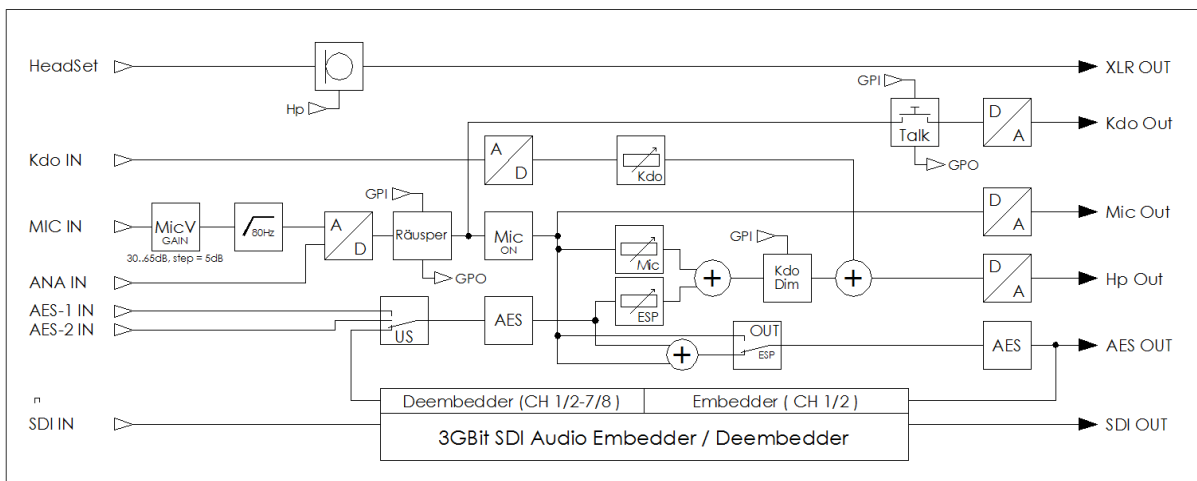 HeadSet
Hp
XLR OUT
GPI
Talk
GPO
D
A
Kdo Out
Kdo IN
A
D
Kdo
MIC IN
MicV
GAIN
30..65dB, step = 5dB
80Hz
A
D
GPI
Räusper
GPO
Mic
ON
D
A
Mic Out
Mic
GPI
Kdo
Dim
D
A
Hp Out
ANA IN
AES-1 IN
AES-2 IN
US
AES
ESP
OUT
ESP
AES
AES OUT
Deembedder (CH 1/2-7/8 )
Embedder ( CH 1/2 )
SDI IN
3GBit SDI Audio Embedder / Deembedder
SDI OUT